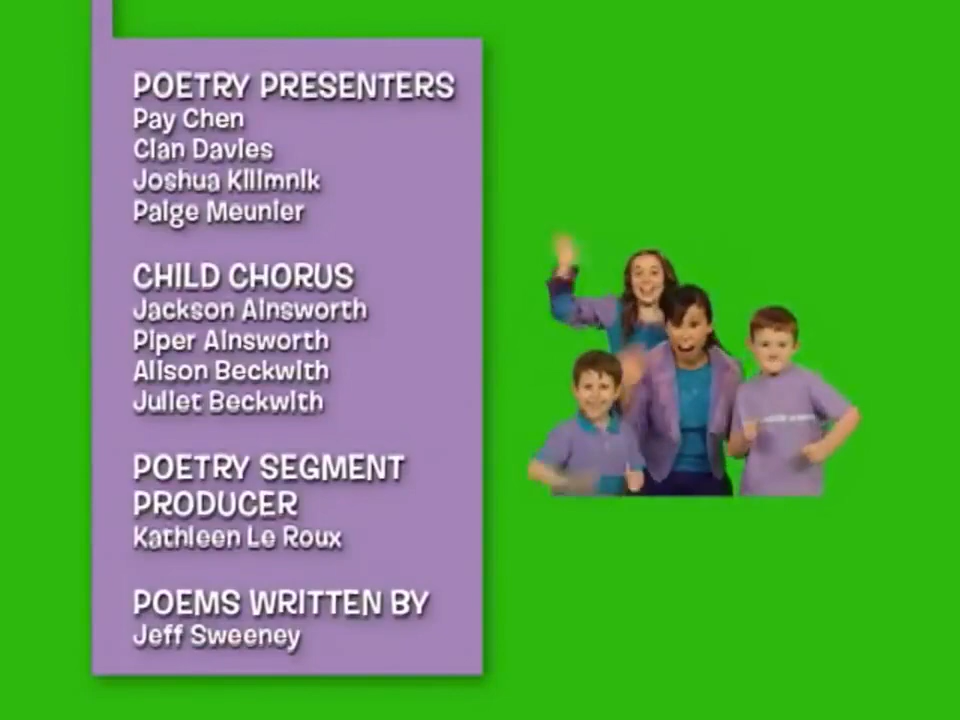 POETRY PRESENTERS
Pay Chen
Cian Davies
Joshua Kilimnik
Paige Meunier
CHILD CHORUS
Jackson Ainsworth
Piper Ainsworth
Alison Beckwith
Juliet Beckwith
POETRY SEGMENT
PRODUCER
Kathleen Le Roux
POEMS WRITTEN BY
Jeff Sweeney